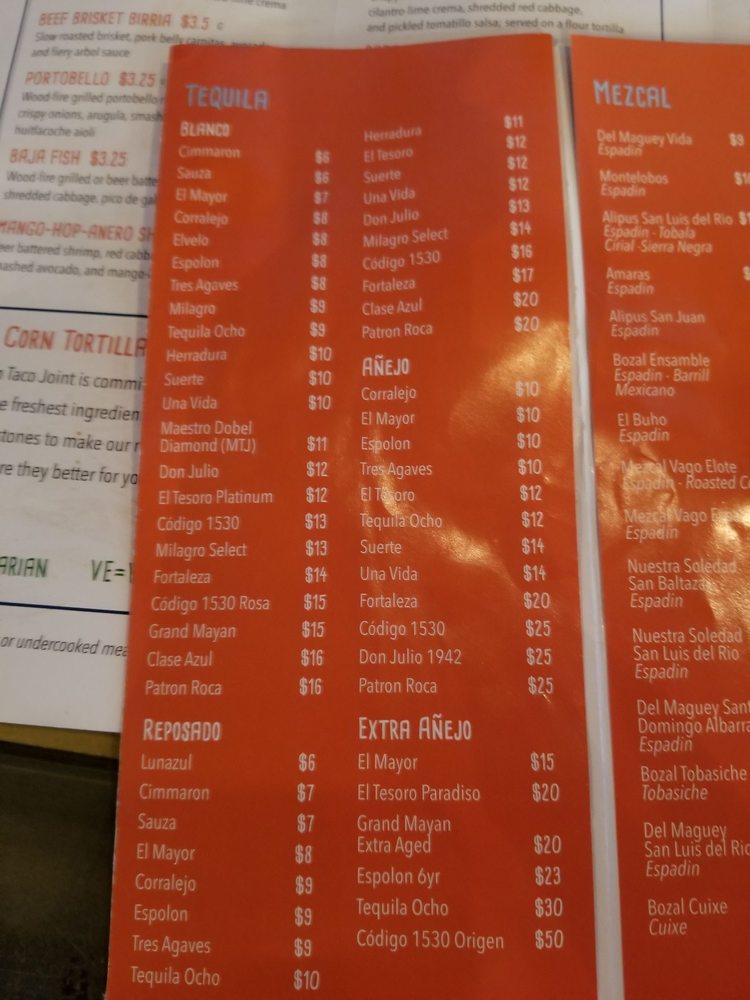 lime crema
BEEF BRISKET BIRRIA $3.5
Slow roasted brisket, pork belly carnitas, avocado
and fiery arbol sauce
PORTOBELLO $3.25
Wood-fire grilled portobello
crispy onions, arugula, smash
huitlacoche aioli
BAJA FISH $3.25
Wood-fire grilled or beer batte
shredded cabbage, pico de gal
MANGO-HOP-ANERO SH
eer battered shrimp, red cabb
mashed avocado, and mango-
CORN TORTILLA
Taco Joint is commi
e freshest ingredien
stones to make our
re they better for yo
ARIAN VE=
or undercooked mea
cilantro lime crema, shredded red cabbage,
and pickled tomatillo salsa; served on a flour tortilla
TEQUILA
BLANCO
Cimmaron $6
Sauza $6
El Mayor $7
Corralejo $8
Elvelo $8
Espolon $8
Tres Agaves $8
Milagro $9
Tequila Ocho $9
Herradura $10
Suerte $10
Una Vida $10
Maestro Dobel
Diamond (MTJ) $11
Don Julio $12
El Tesoro Platinum $12
Código 1530 $13
Milagro Select $13
Fortaleza $14
Código 1530 Rosa $15
Grand Mayan $15
Clase Azul $16
Patron Roca $16
REPOSADO
Lunazul $6
Cimmaron $7
Sauza $7
El Mayor $8
Corralejo $9
Espolon $9
Tres Agaves $9
Tequila Ocho $10
Herradura $11
El Tesoro $12
Suerte $12
Una Vida $12
Don Julio $13
Milagro Select $14
Código 1530 $16
Fortaleza $17
Clase Azul $20
Patron Roca $20
AÑEJO
Corralejo $10
El Mayor $10
Espolon $10
Tres Agaves $10
El Tesoro $12
Tequila Ocho $12
Suerte $14
Una Vida $14
Fortaleza $20
Código 1530 $25
Don Julio 1942 $25
Patron Roca $25
EXTRA AÑEJO
El Mayor $15
El Tesoro Paradiso $20
Grand Mayan
Extra Aged $20
Espolon 6yr $23
Tequila Ocho $30
Código 1530 Origen $50
MEZCAL
Del Maguey Vida $9
Espadin
Montelobos
Espadin
Alipus San Luis del Rio
Espadin - Tobala
Cirial -Sierra Negra
Amaras
Espadin
Alipus San Juan
Espadin
Bozal Ensamble
Espadin - Barrill
Mexicano
El Buho
Espadin
Mezcal Vago Elote
Espadin - Roasted
Mezcal Vago
Espadin
Nuestra Soledad
San Baltaza
Espadin
Nuestra Soledad
San Luis del Rio
Espadin
Del Maguey Sant
Domingo Albarra
Espadin
Bozal Tobasiche
Tobasiche
Del Maguey
San Luis del Rio
Espadin
Bozal Cuixe
Cuixe